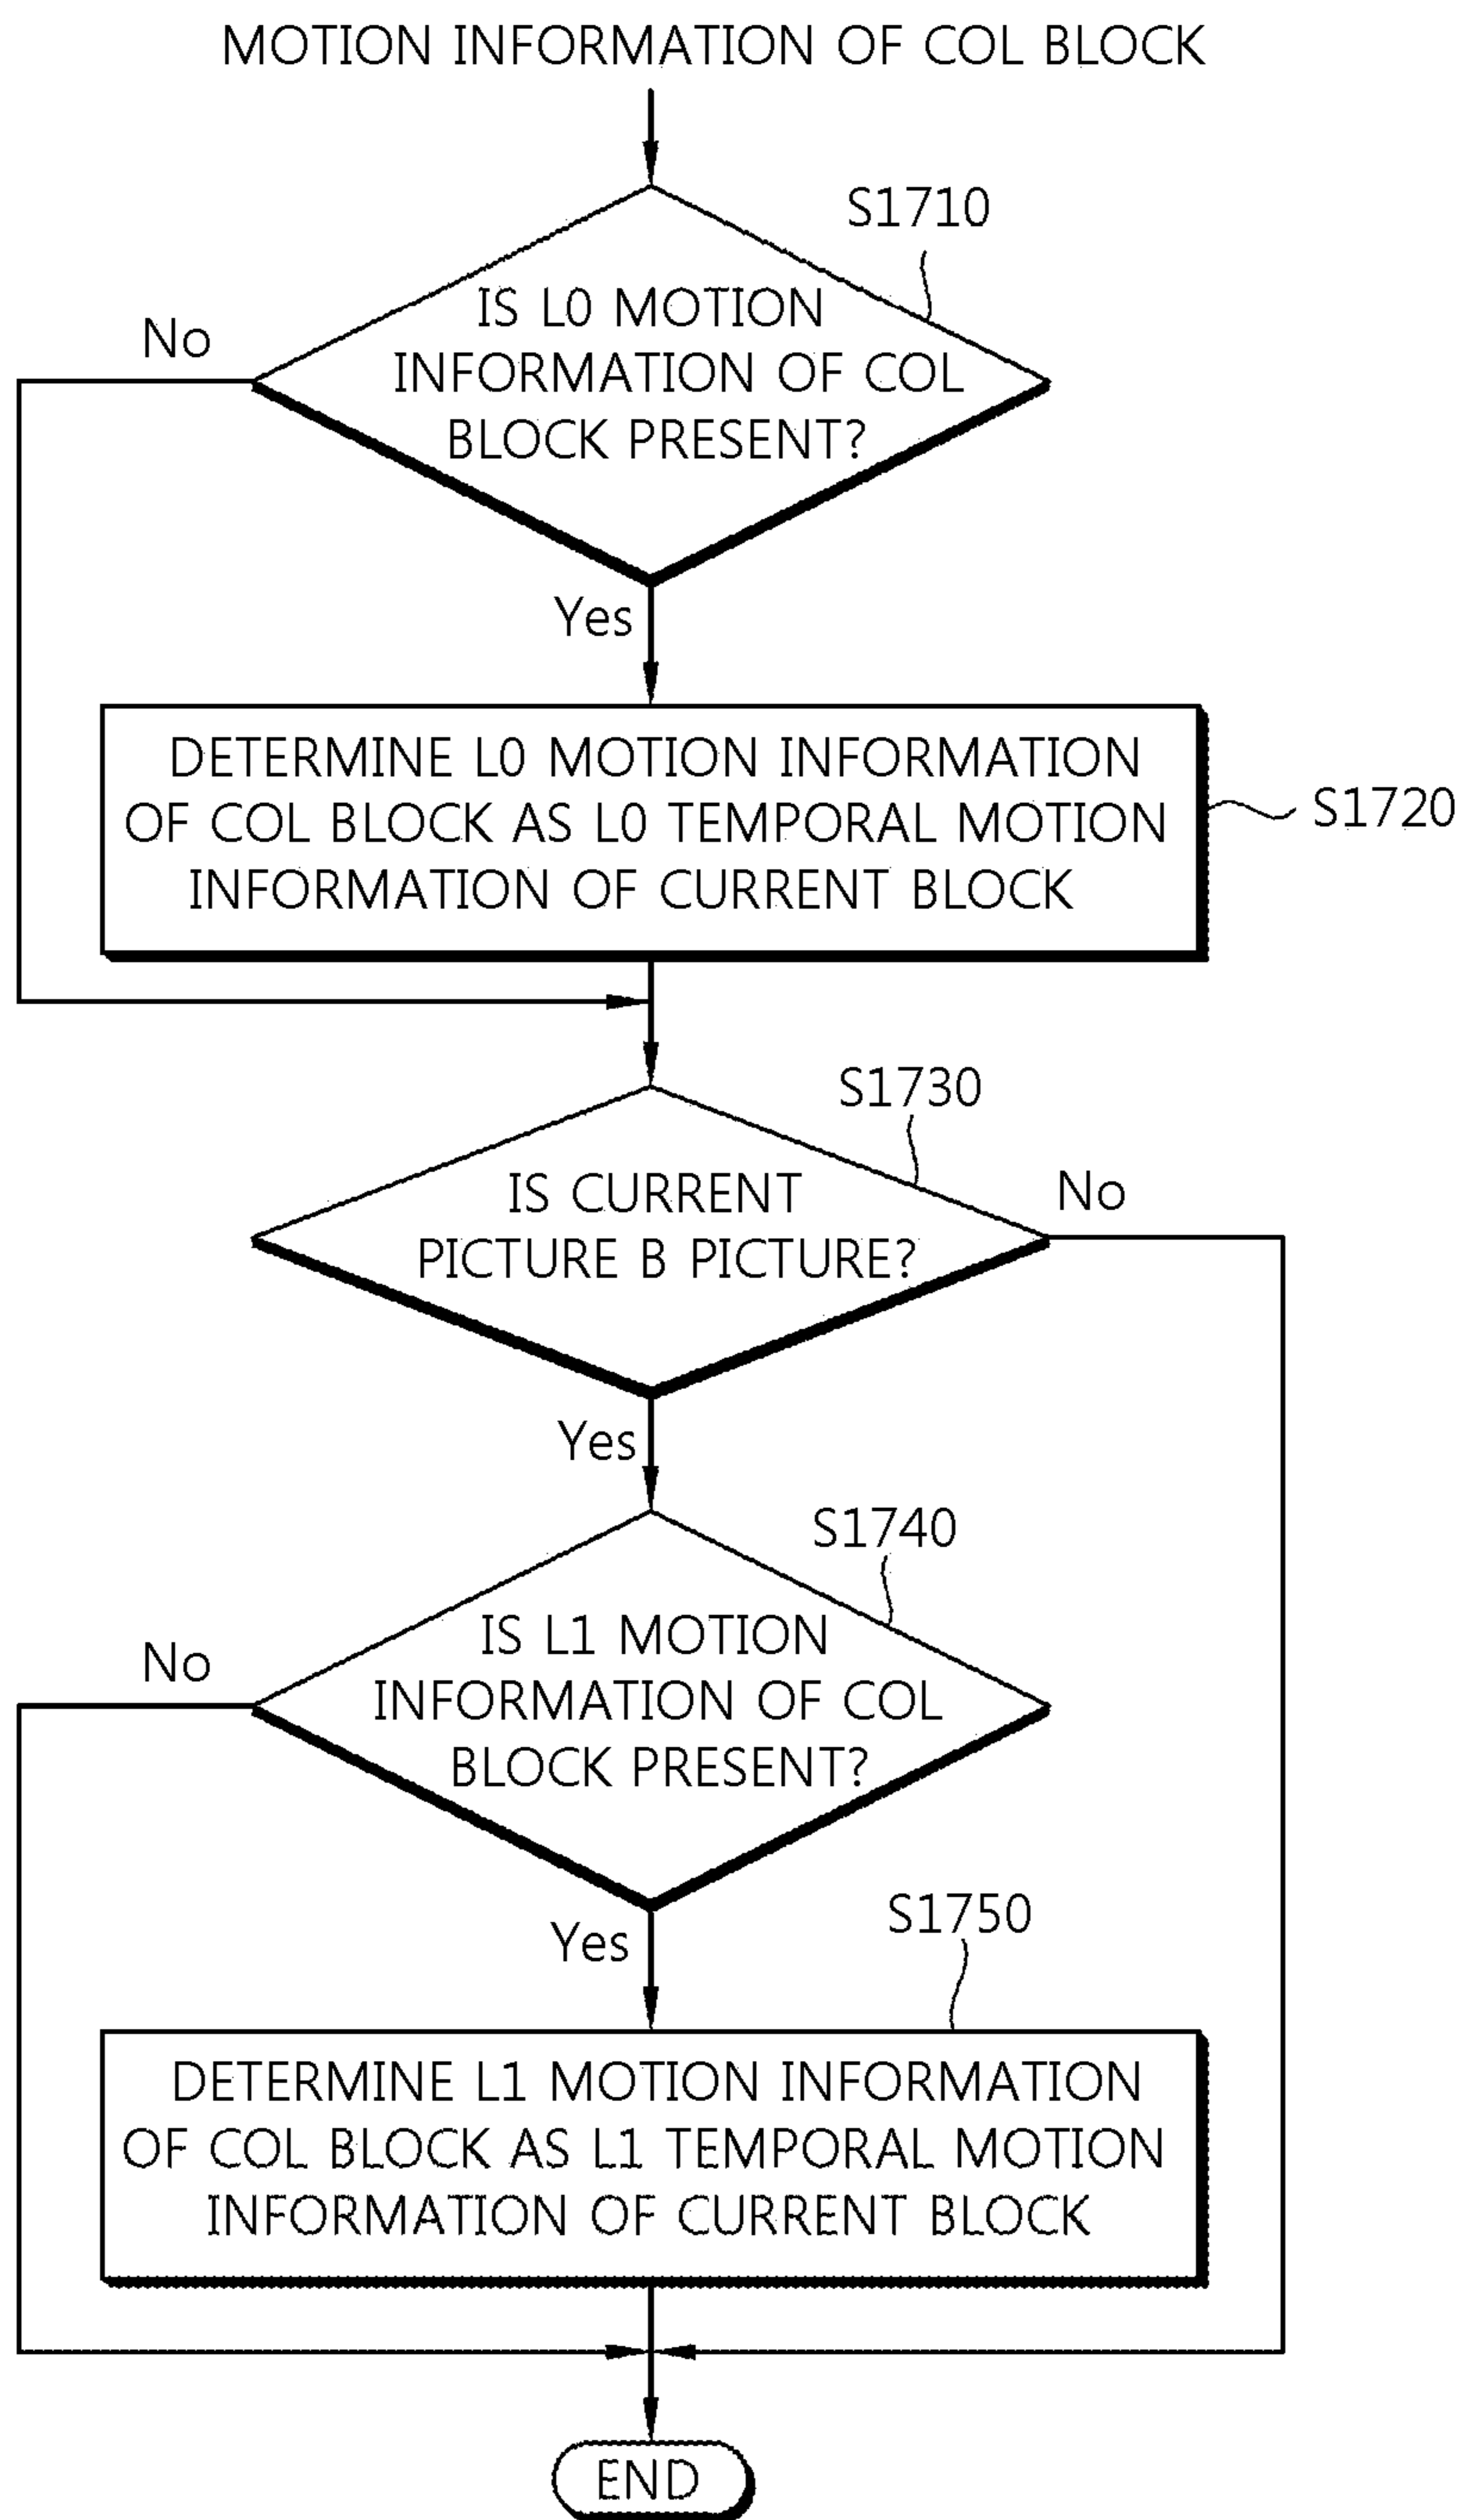 MOTION INFORMATION OF COL BLOCK
S1710
IS L0 MOTION
INFORMATION OF COL
BLOCK PRESENT?
No
Yes
DETERMINE L0 MOTION INFORMATION
OF COL BLOCK AS L0 TEMPORAL MOTION
INFORMATION OF CURRENT BLOCK
S1720
S1730
IS CURRENT
PICTURE B PICTURE?
No
Yes
S1740
IS L1 MOTION
INFORMATION OF COL
BLOCK PRESENT?
No
Yes
S1750
DETERMINE L1 MOTION INFORMATION
OF COL BLOCK AS L1 TEMPORAL MOTION
INFORMATION OF CURRENT BLOCK
END